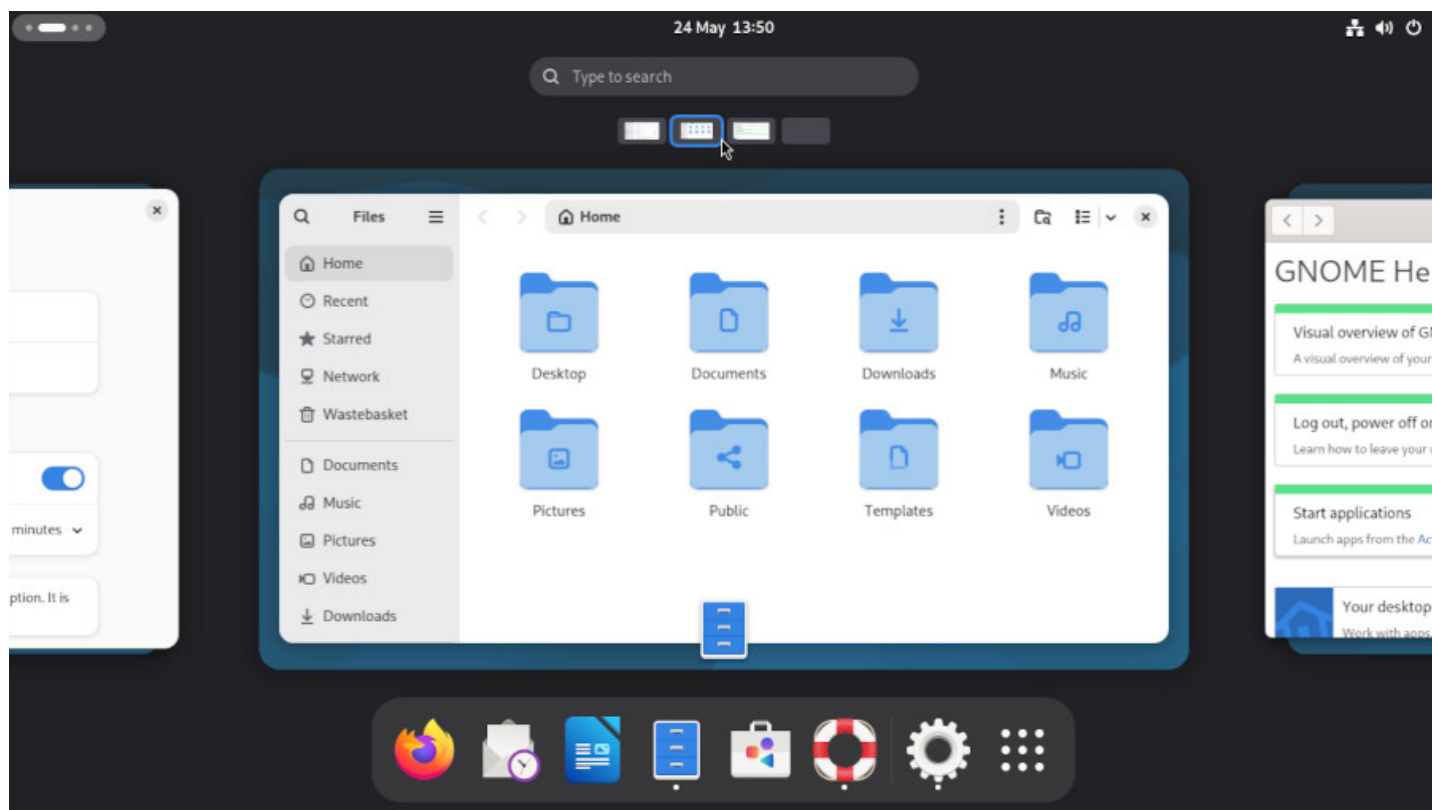 24 May 13:50
Type to search
Files
Home
Home
Recent
Starred
Network
Wastebasket
Documents
Music
Pictures
Videos
Downloads
Desktop
Documents
Downloads
Music
Pictures
Public
Templates
Videos
minutes
ption. It is
GNOME He
Visual overview of G
A visual overview of your
Log out, power off or
Learn how to leave your
Start applications
Launch apps from the Ac
Your desktop
Work with apps